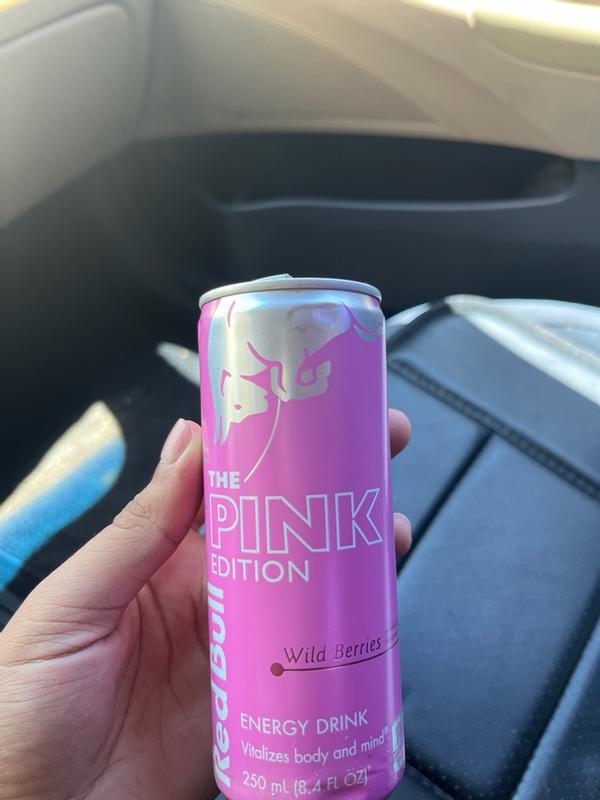 THE
PINK
EDITION
Red Bull
Wild Berries
ENERGY DRINK
Vitalizes body and mind®
250 mL (8.4 FL OZ)